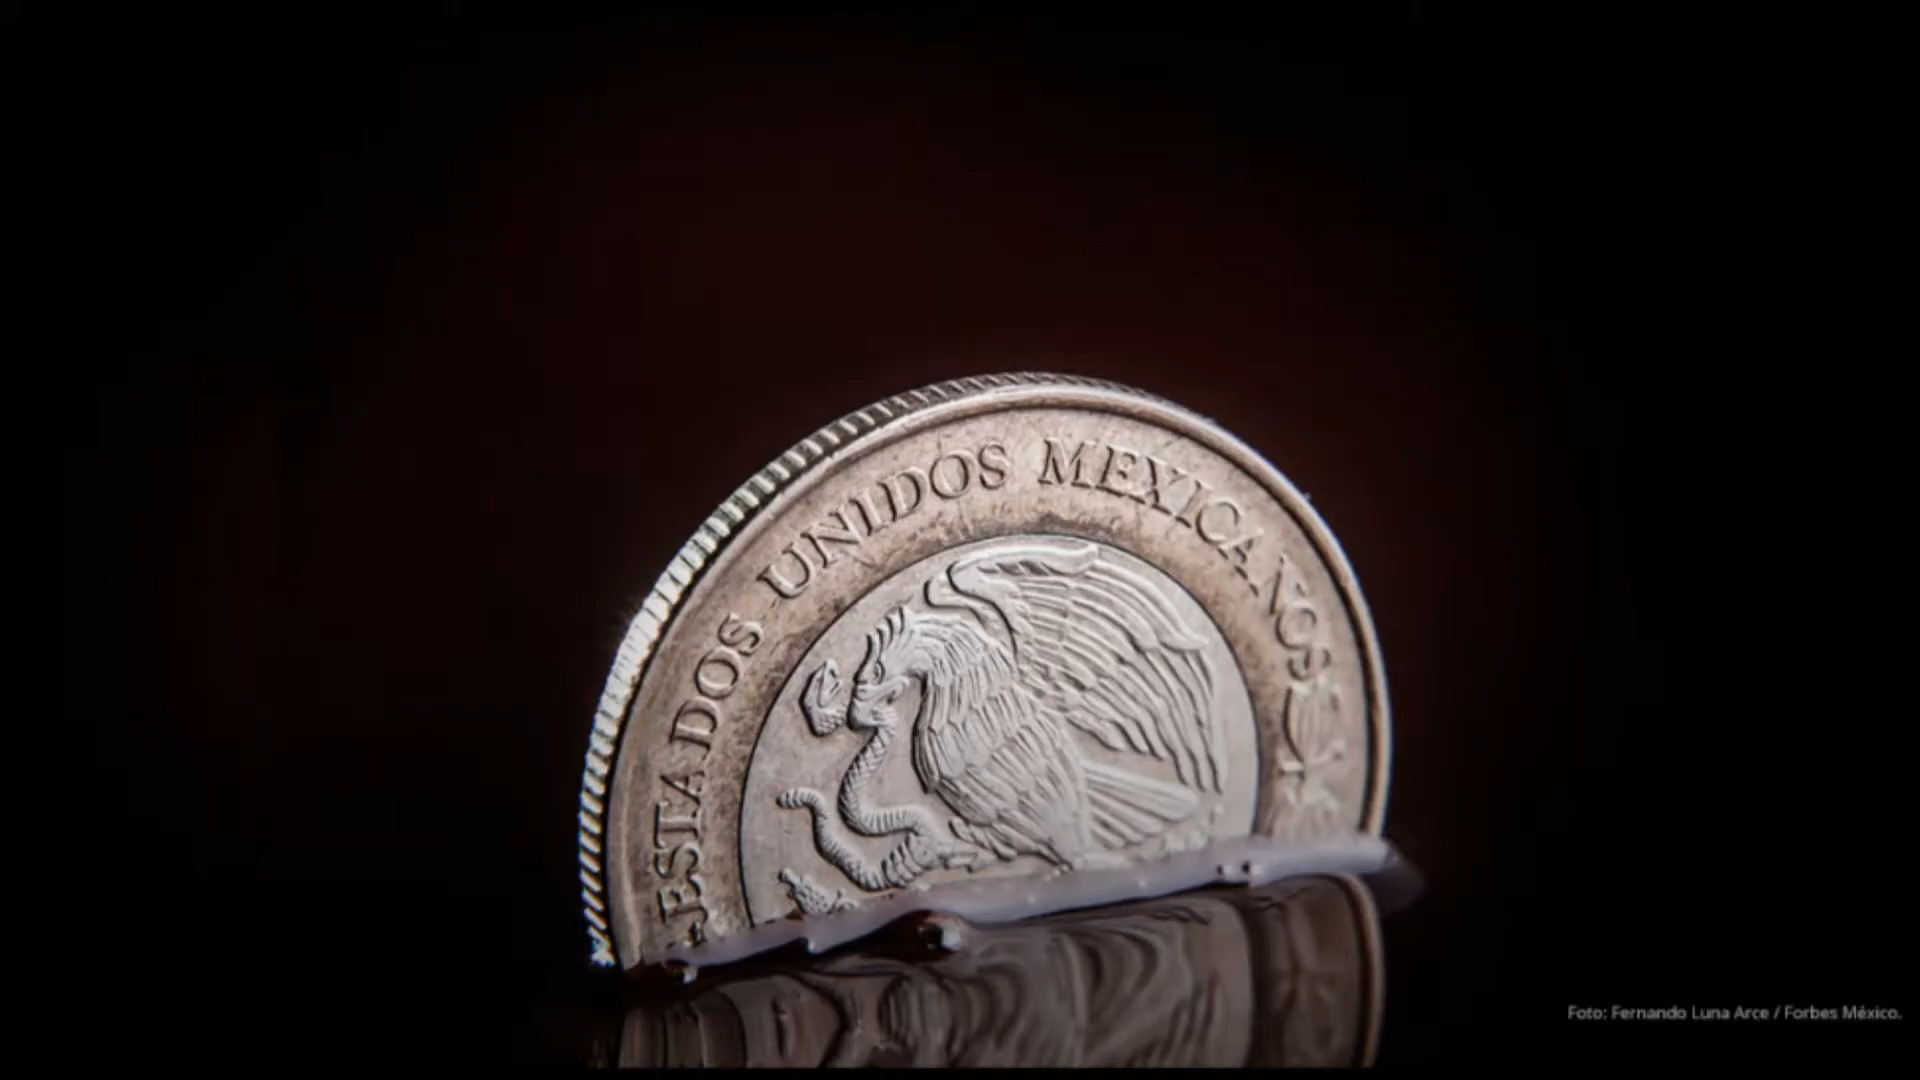 ESTADOS UNIDOS MEXICANOS
Foto: Fernando Luna Arce / Forbes México.